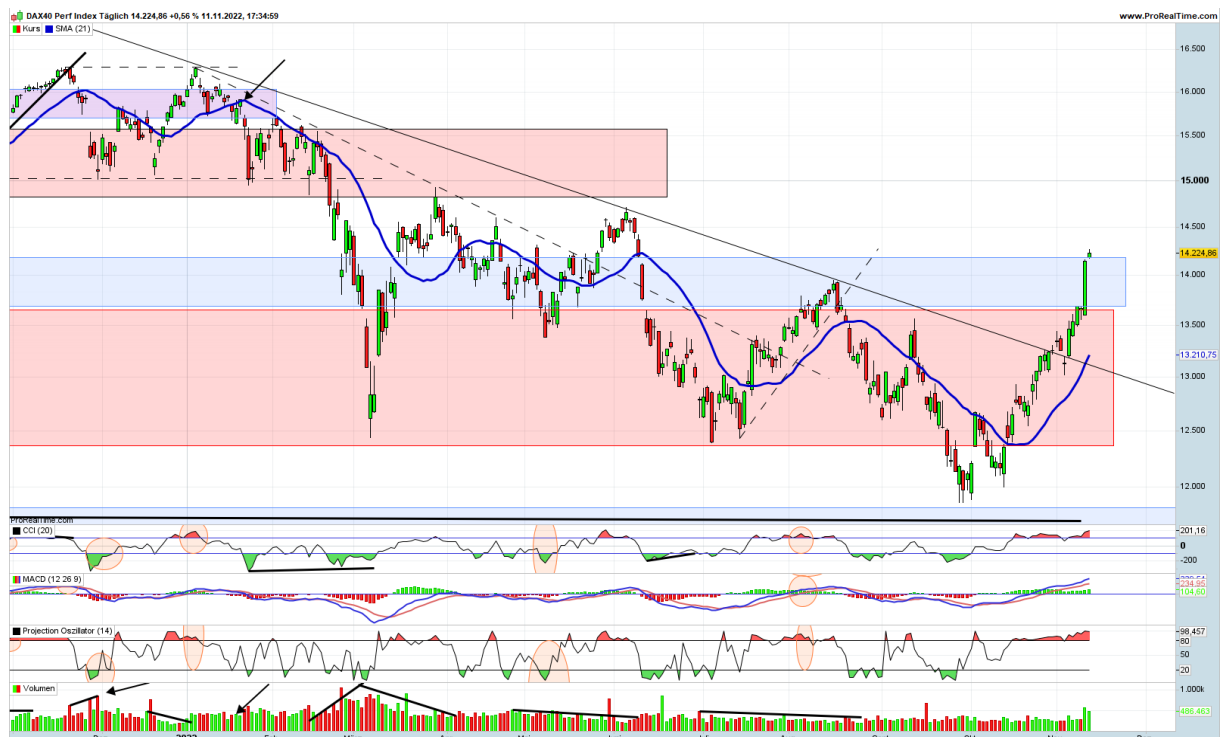 DAX40 Perf Index Täglich 14.224,86 +0,56 % 11.11.2022, 17:34:59
www.ProRealTime.com
Kurs SMA (21)
16.500
16.000
15.500
15.000
14.500
14.224,86
14.000
13.500
13.210,75
13.000
12.500
12.000
ProRealTime.com
CCI (20)
201,16
0
-200
MACD (12 26 9)
234,95
104,60
Projection Oszillator (14)
98,457
80
50
20
Volumen
1.000k
486.463
2022